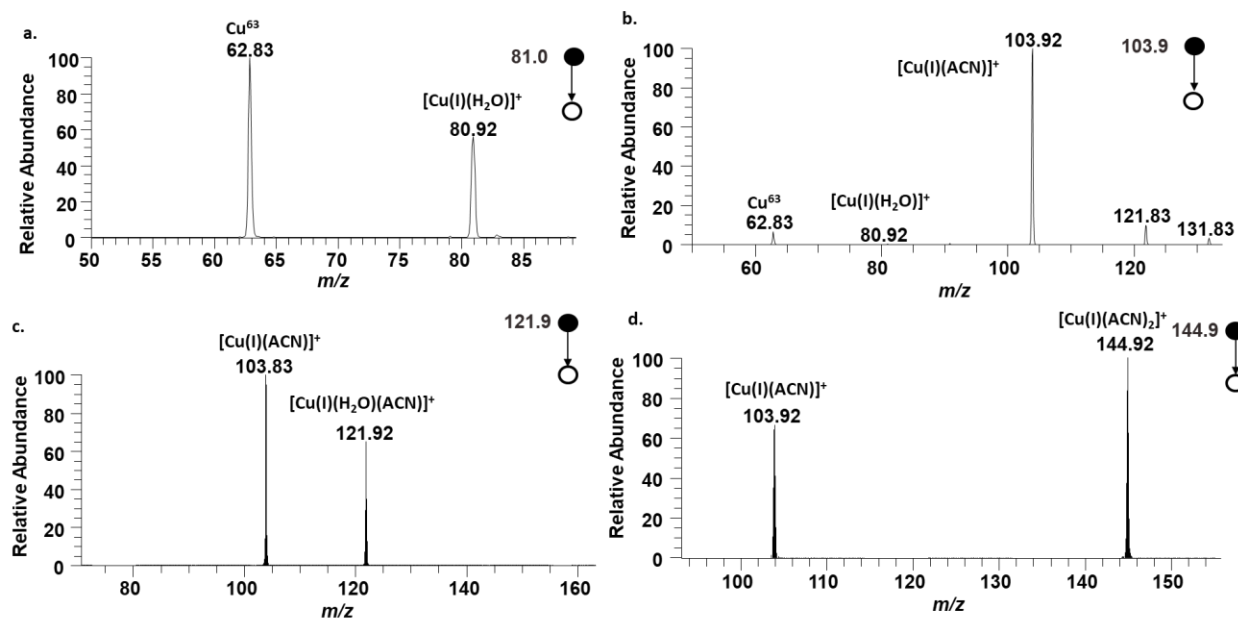 a.
Cu⁶³
62.83
81.0
[Cu(I)(H₂O)]⁺
80.92
Relative Abundance
100
80
60
40
20
0
50 55 60 65 70 75 80 85
m/z
b.
103.92
103.9
[Cu(I)(ACN)]⁺
Cu⁶³
62.83
[Cu(I)(H₂O)]⁺
80.92
121.83
131.83
Relative Abundance
100
80
60
40
20
0
60 80 100 120
m/z
c.
121.9
[Cu(I)(ACN)]⁺
103.83
[Cu(I)(H₂O)(ACN)]⁺
121.92
Relative Abundance
100
80
60
40
20
0
80 100 120 140 160
m/z
d.
[Cu(I)(ACN)₂]⁺
144.92
144.9
[Cu(I)(ACN)]⁺
103.92
Relative Abundance
100
80
60
40
20
0
100 110 120 130 140 150
m/z